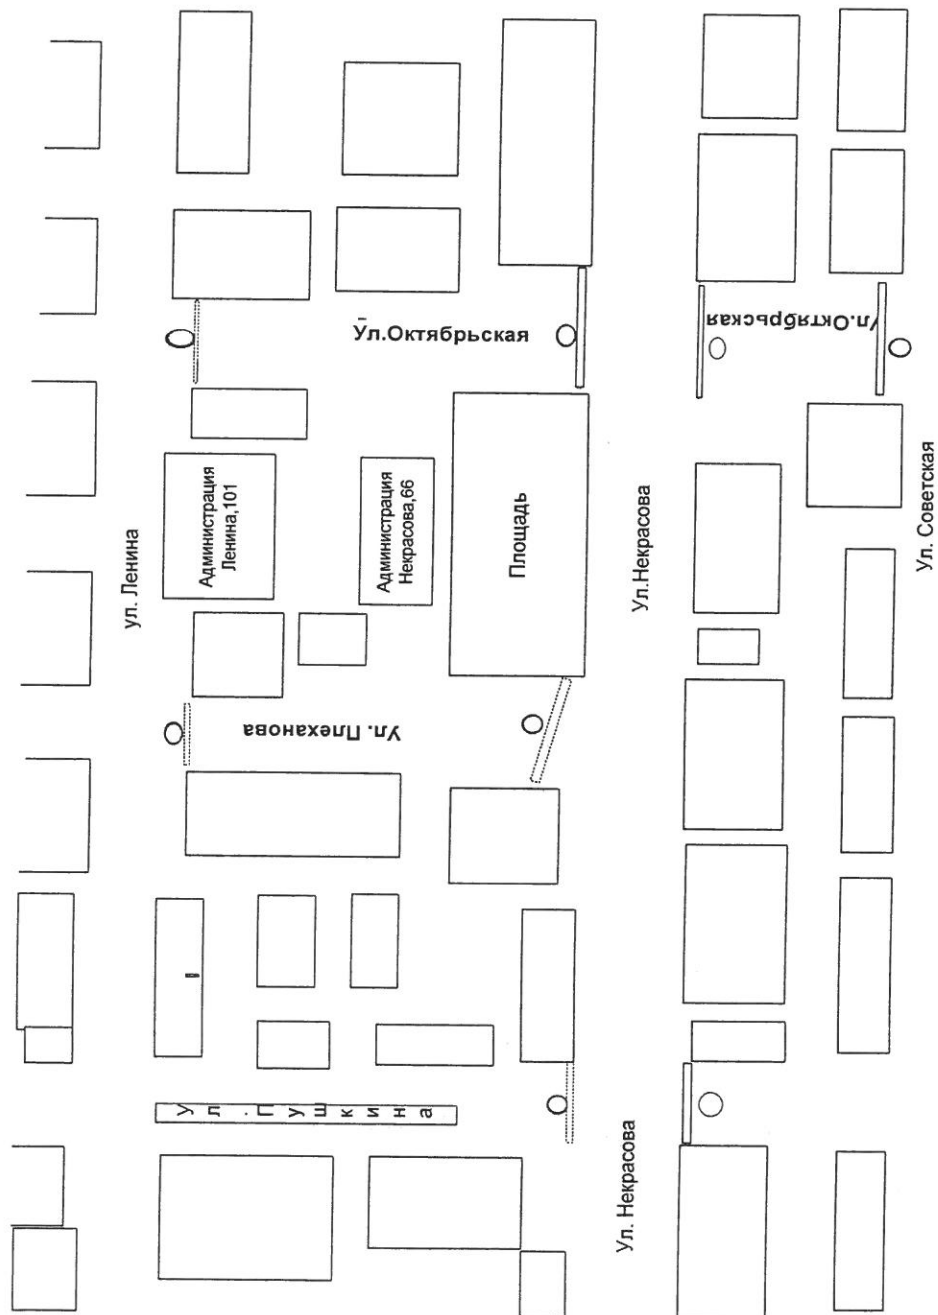 Ул.Октябрьская
Ул.Октябрьская
Администрация
Ленина,101
Администрация
Некрасова,66
Площадь
ул. Ленина
Ул.Некрасова
Ул. Советская
Ул. Плеханова
Ул.Пушкина
Ул. Некрасова